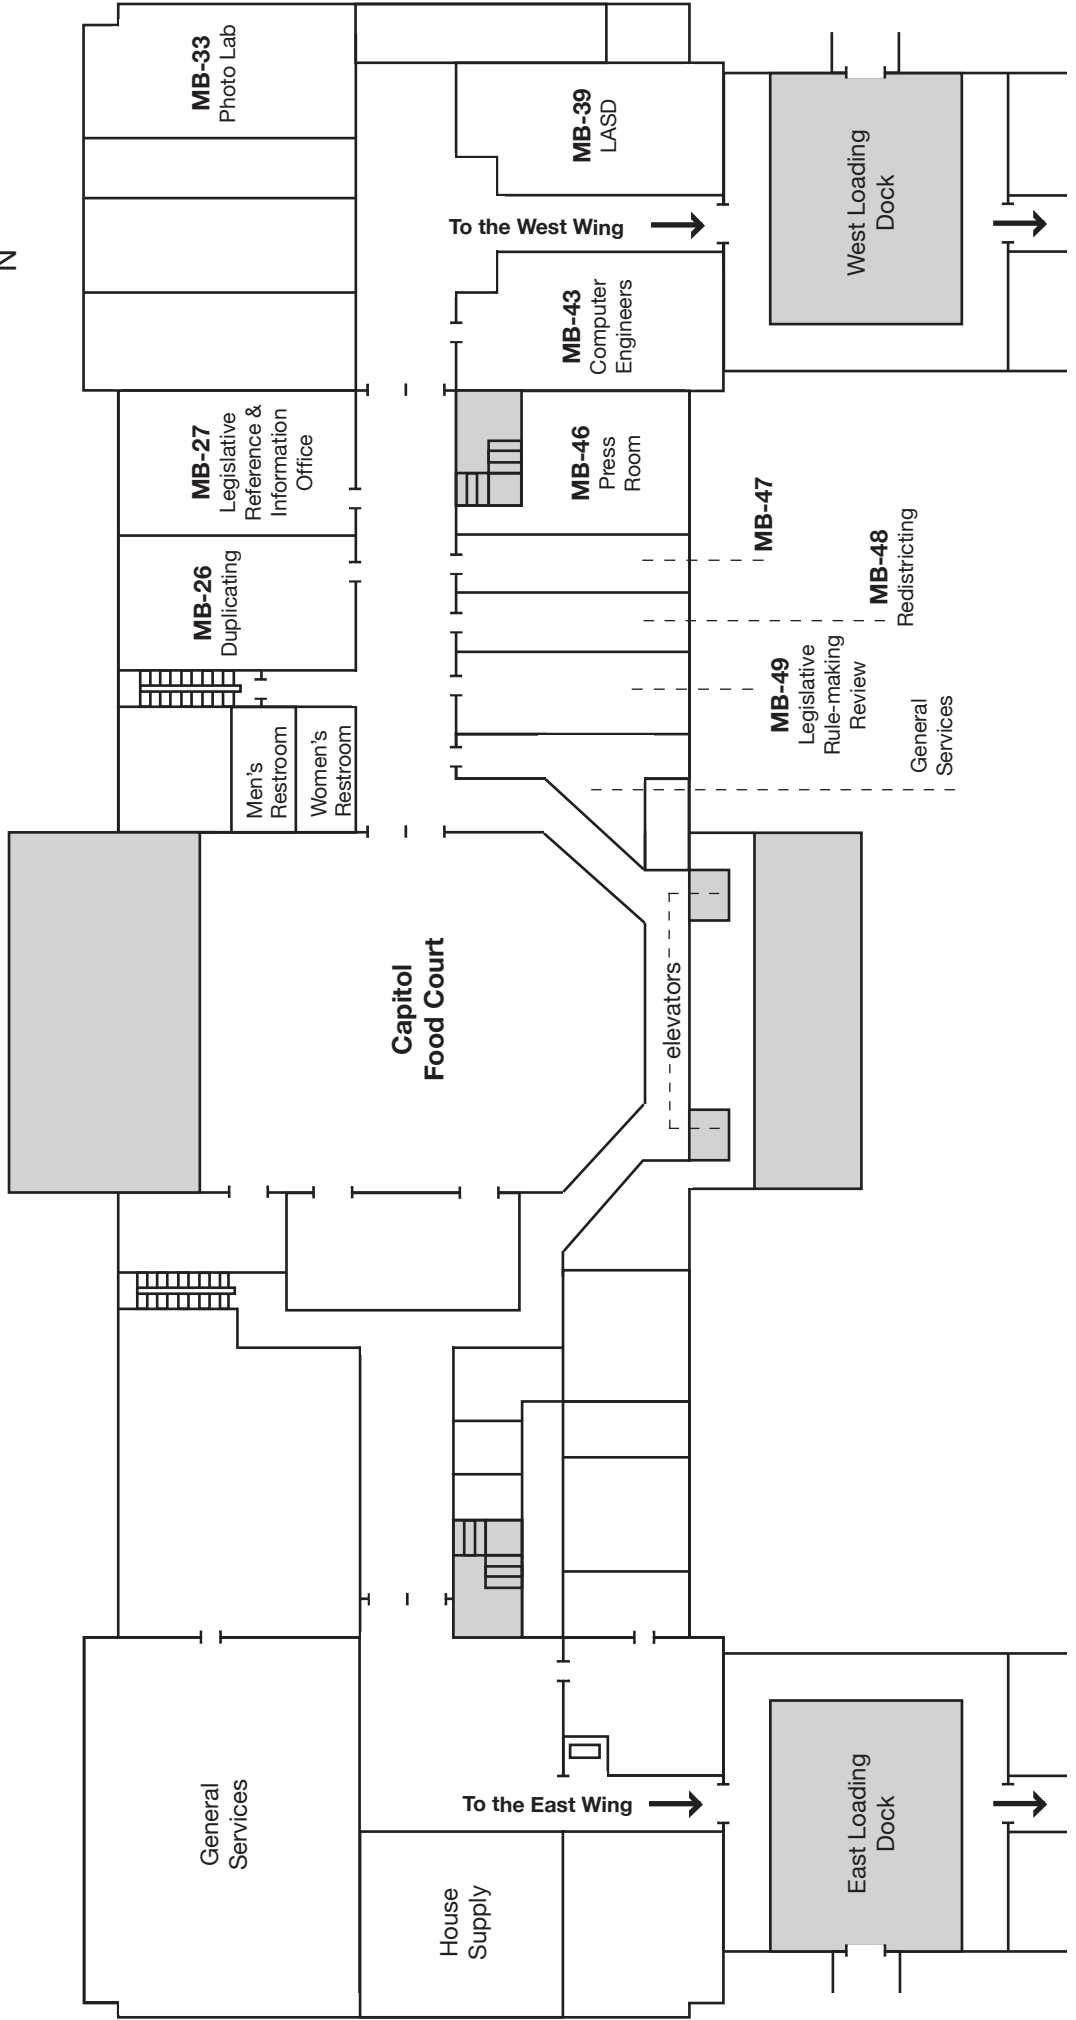 N
MB-33
Photo Lab
MB-39
LASD
To the West Wing
West Loading
Dock
MB-43
Computer
Engineers
MB-27
Legislative
Reference &
Information
Office
MB-46
Press
Room
MB-26
Duplicating
MB-47
MB-48
Redistricting
MB-49
Legislative
Rule-making
Review
General
Services
Men's
Restroom
Women's
Restroom
Capitol
Food Court
elevators
General
Services
House
Supply
To the East Wing
East Loading
Dock